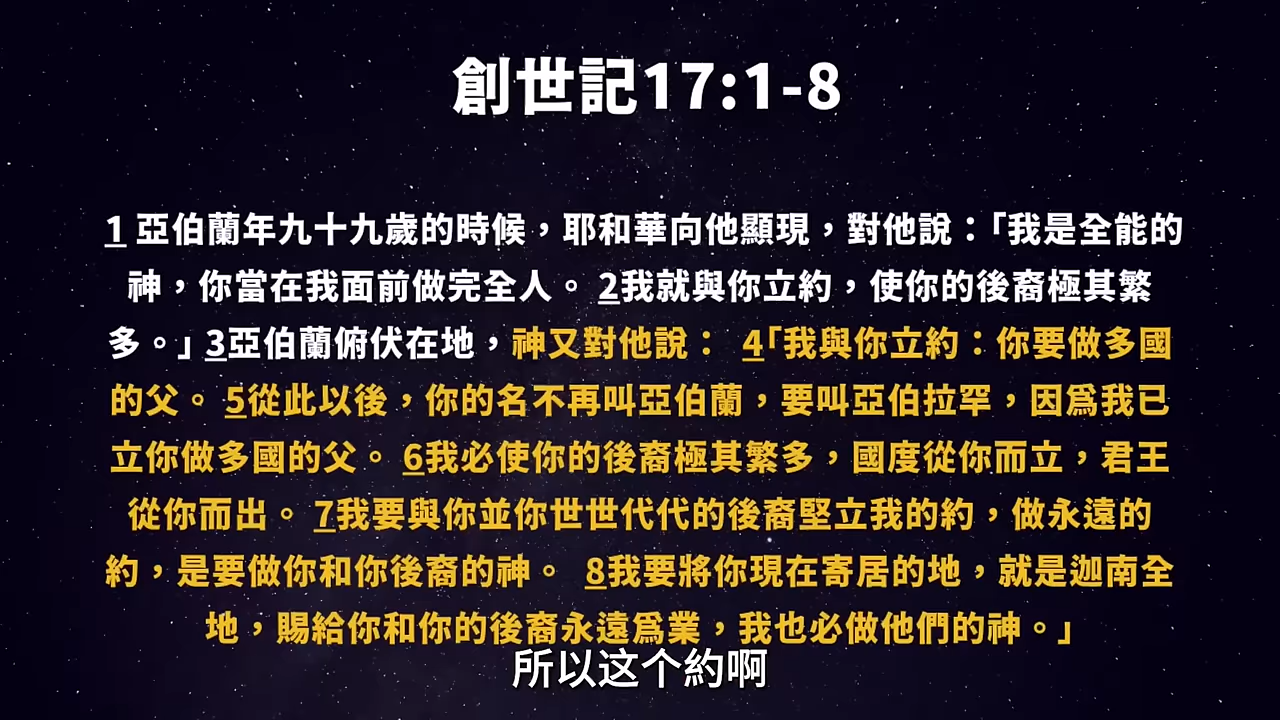 創世記17:1-8
1 亞伯蘭年九十九歲的時候，耶和華向他顯現，對他說：「我是全能的
神，你當在我面前做完全人。 2我就與你立約，使你的後裔極其繁
多。」 3亞伯蘭俯伏在地，神又對他說： 4「我與你立約：你要做多國
的父。 5從此以後，你的名不再叫亞伯蘭，要叫亞伯拉罕，因爲我已
立你做多國的父。 6我必使你的後裔極其繁多，國度從你而立，君王
從你而出。 7我要與你並你世世代代的後裔堅立我的約，做永遠的
約，是要做你和你後裔的神。 8我要將你現在寄居的地，就是迦南全
地，賜給你和你的後裔永遠爲業，我也必做他們的神。」
所以这个約啊